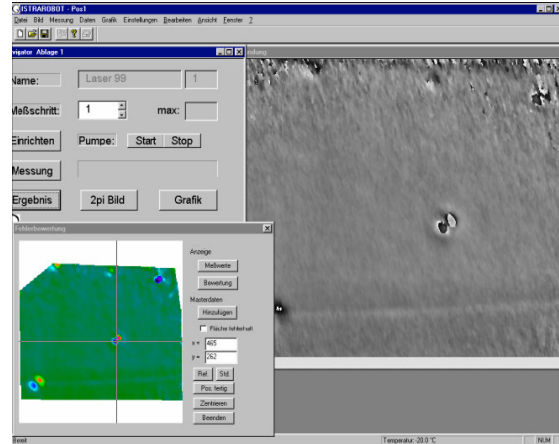 ISTRAROBOT - Pos1
Datei Bild Messung Daten Grafik Einstellungen Bearbeiten Ansicht Fenster ?
Ablage 1
Name: Laser 99 1
Meßschritt: 1 max:
Einrichten Pumpe: Start Stop
Messung
Ergebnis 2pi Bild Grafik
Fehlerbewertung
Anzeige
Meßwerte
Bewertung
Masterdaten
Hinzufügen
Fläche fehlerhaft
x = 465
y = 262
Ref. Std.
Pos. fertig
Zentrieren
Beenden
Bereit Temperatur: -20.0 °C NUM